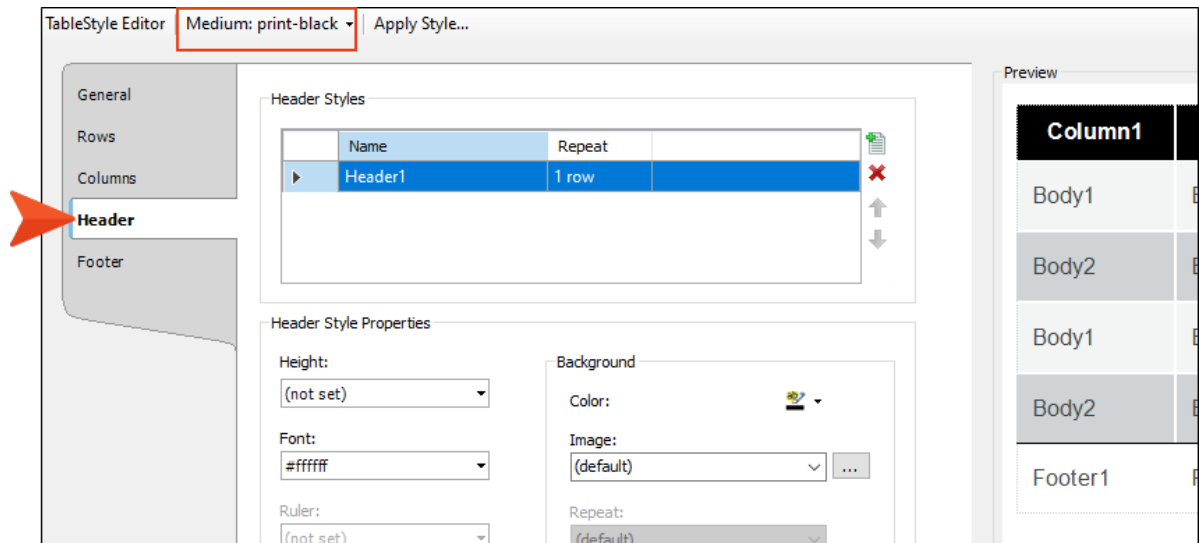 TableStyle Editor Medium: print-black Apply Style...
General
Rows
Columns
Header
Footer
Header Styles
Name Repeat
Header1 1 row
Header Style Properties
Height:
(not set)
Font:
#ffffff
Ruler:
(not set)
Background
Color:
Image:
(default)
...
Repeat:
(default)
Preview
Column1
Body1
Body2
Body1
Body2
Footer1